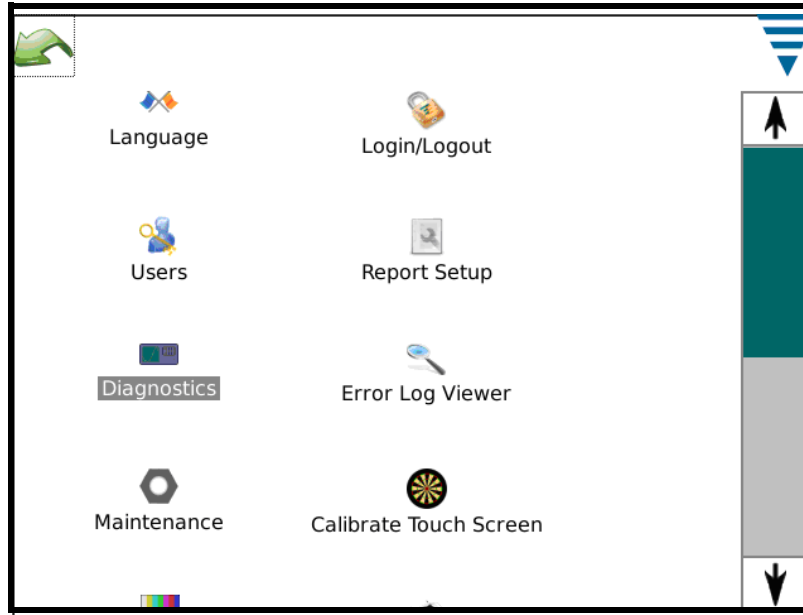 Language
Login/Logout
Users
Report Setup
Diagnostics
Error Log Viewer
Maintenance
Calibrate Touch Screen